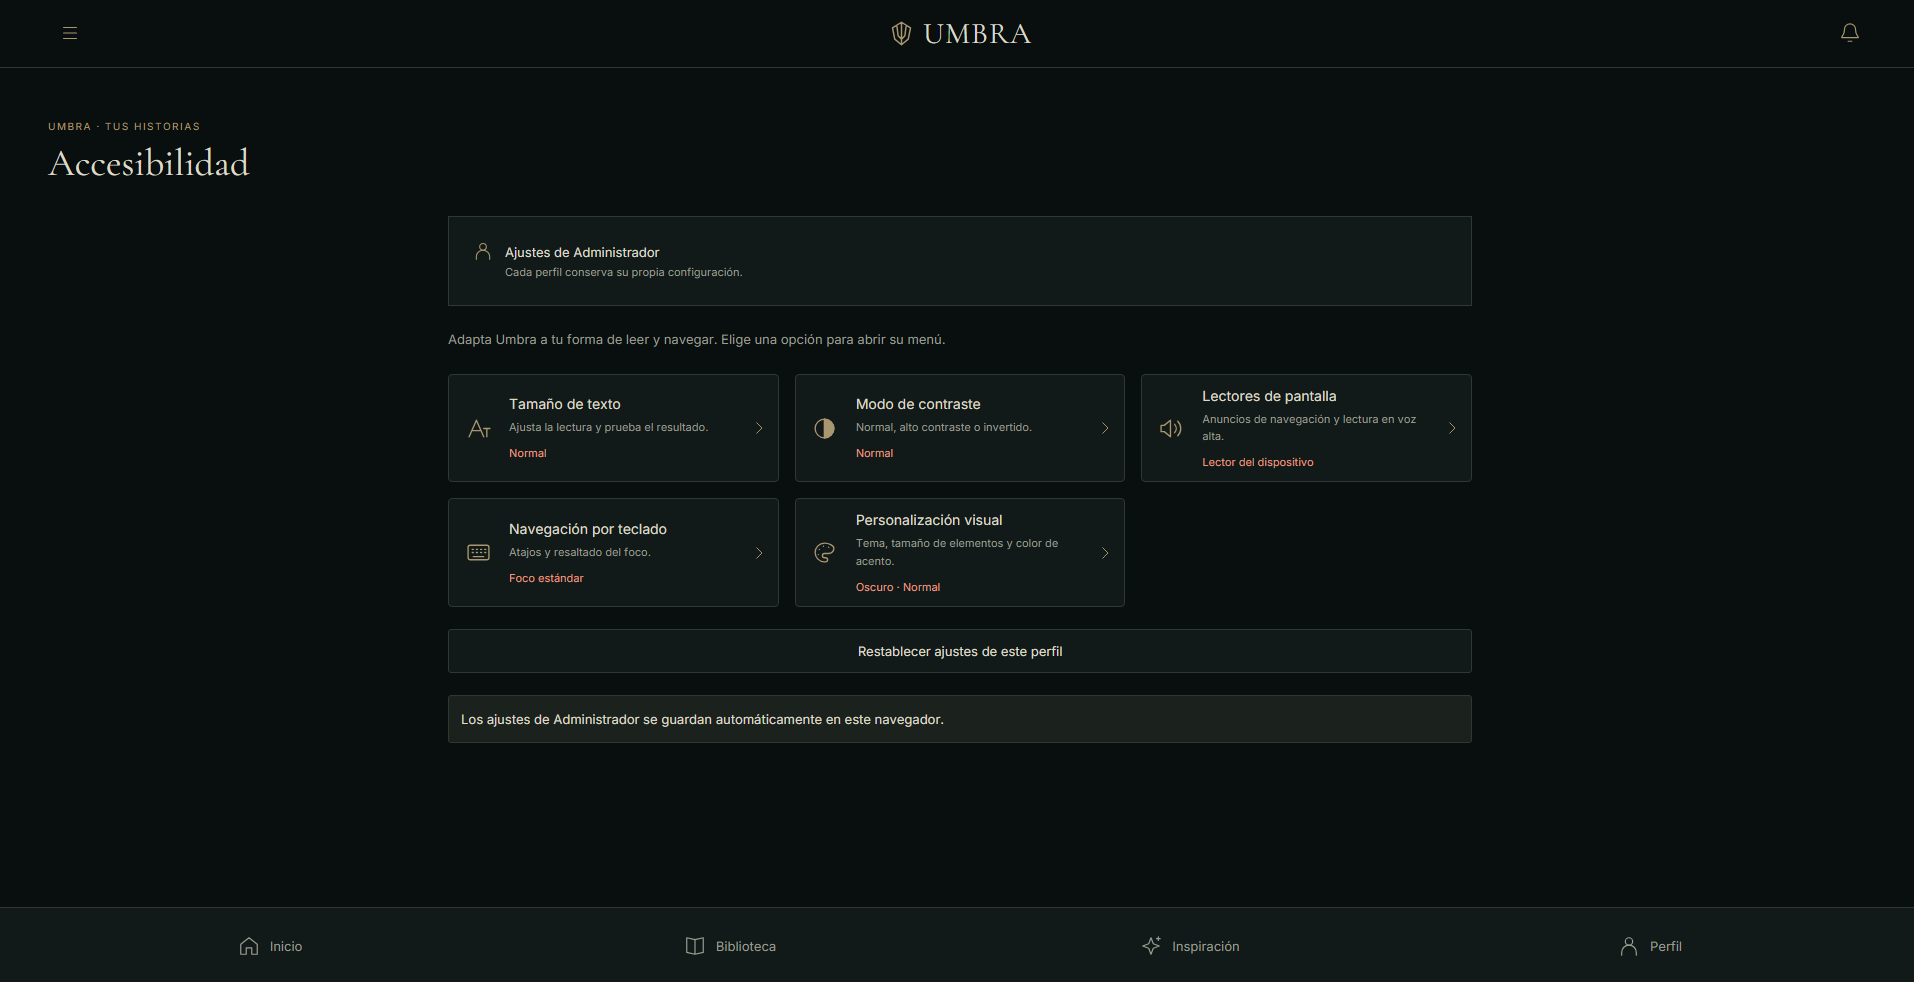 UMBRA
UMBRA · TUS HISTORIAS
Accesibilidad
Ajustes de Administrador
Cada perfil conserva su propia configuración.
Adapta Umbra a tu forma de leer y navegar. Elige una opción para abrir su menú.
Tamaño de texto
Ajusta la lectura y prueba el resultado.
Normal
Modo de contraste
Normal, alto contraste o invertido.
Normal
Lectores de pantalla
Anuncios de navegación y lectura en voz
alta.
Lector del dispositivo
Navegación por teclado
Atajos y resaltado del foco.
Foco estándar
Personalización visual
Tema, tamaño de elementos y color de
acento.
Oscuro · Normal
Restablecer ajustes de este perfil
Los ajustes de Administrador se guardan automáticamente en este navegador.
Inicio
Biblioteca
Inspiración
Perfil